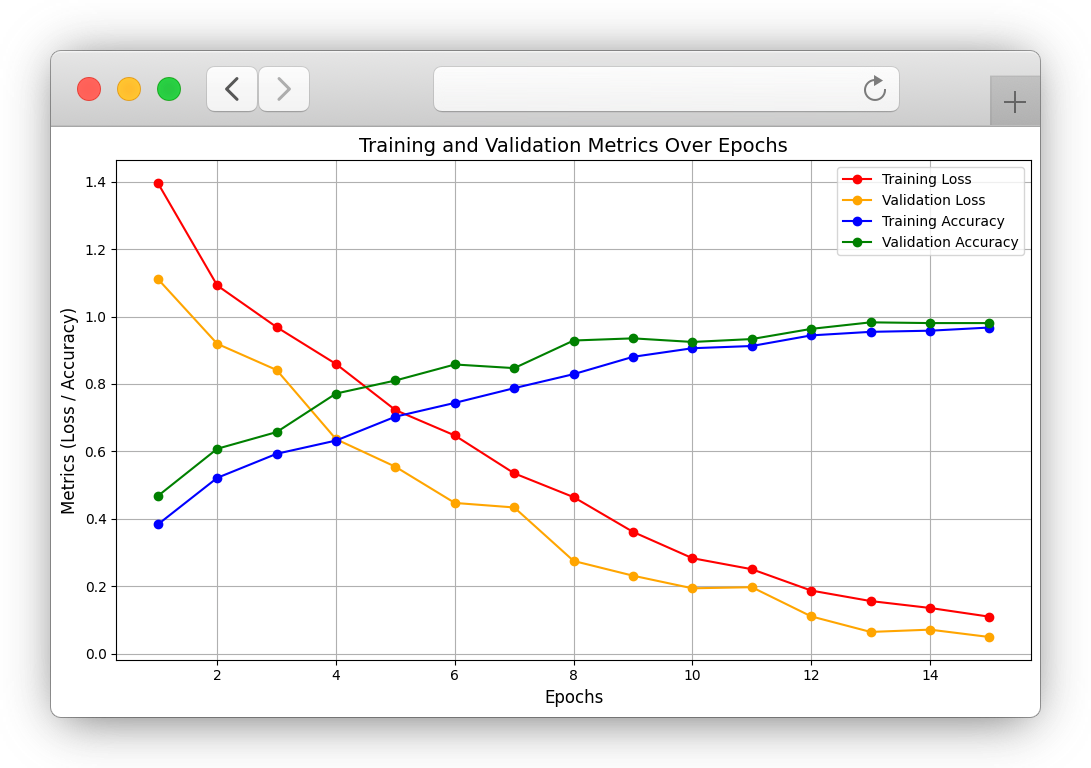 Training and Validation Metrics Over Epochs
Training Loss
Validation Loss
Training Accuracy
Validation Accuracy
Metrics (Loss / Accuracy)
1.4
1.2
1.0
0.8
0.6
0.4
0.2
0.0
2 4 6 8 10 12 14
Epochs